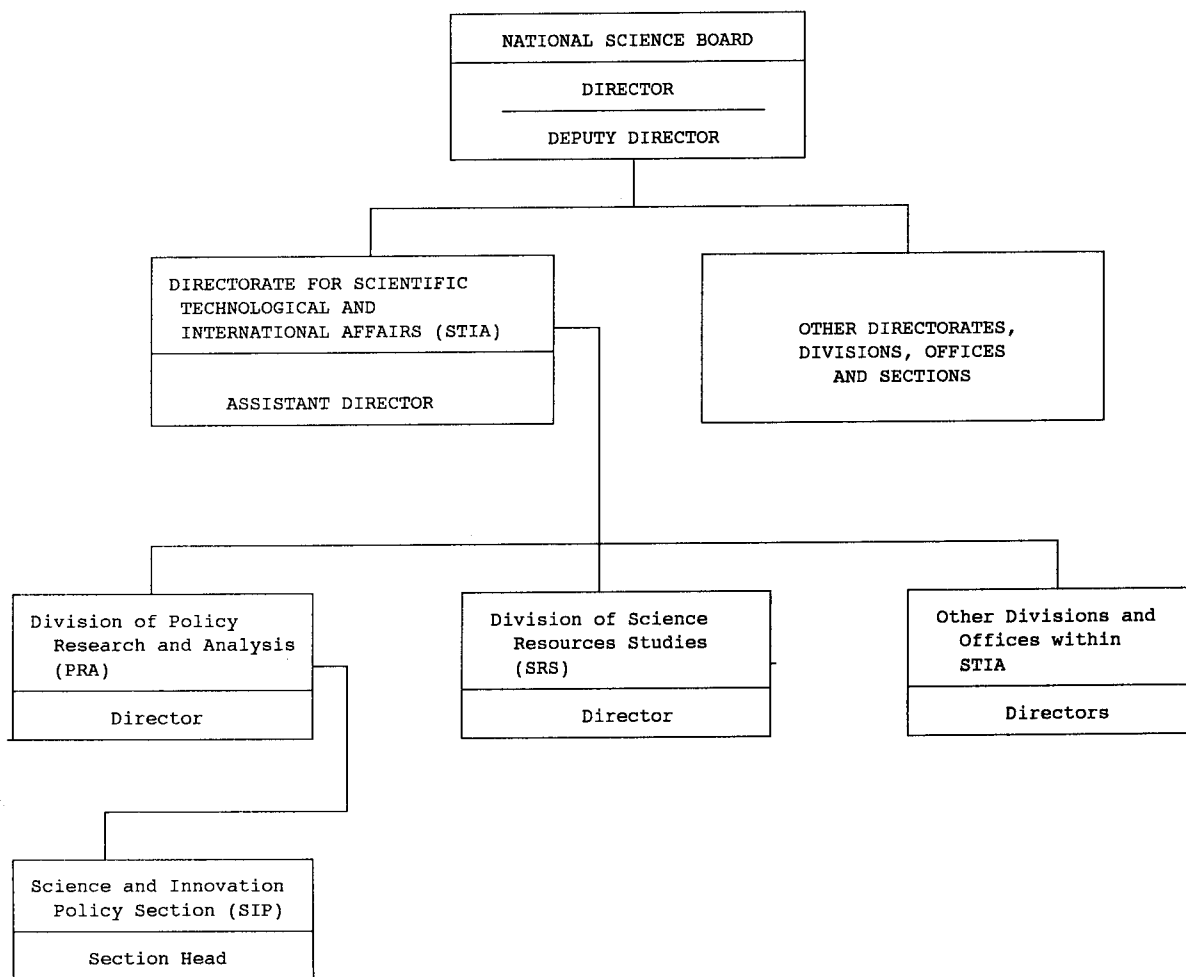 NATIONAL SCIENCE BOARD
DIRECTOR
DEPUTY DIRECTOR
DIRECTORATE FOR SCIENTIFIC
TECHNOLOGICAL AND
INTERNATIONAL AFFAIRS (STIA)
ASSISTANT DIRECTOR
OTHER DIRECTORATES,
DIVISIONS, OFFICES
AND SECTIONS
Division of Policy
Research and Analysis
(PRA)
Director
Division of Science
Resources Studies
(SRS)
Director
Other Divisions and
Offices within
STIA
Directors
Science and Innovation
Policy Section (SIP)
Section Head